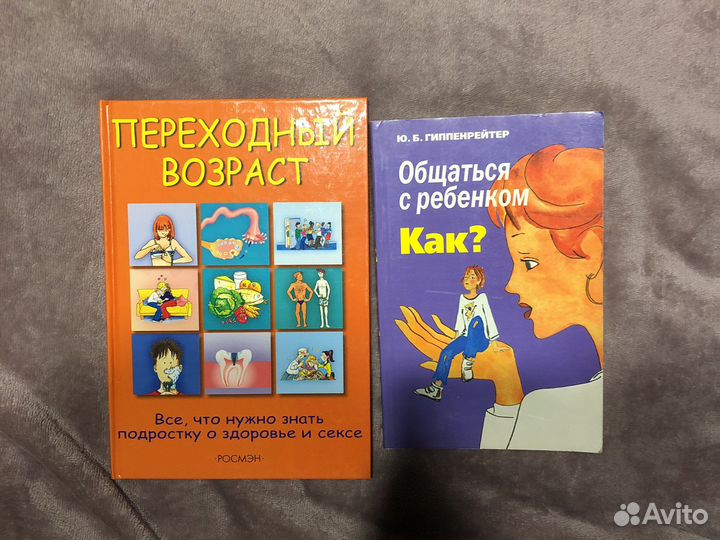 ПЕРЕХОДНЫЙ
ВОЗРАСТ
Все, что нужно знать
подростку о здоровье и сексе
·РОСМЭН·
Ю. Б. ГИППЕНРЕЙТЕР
Общаться
с ребенком
Как?
Avito